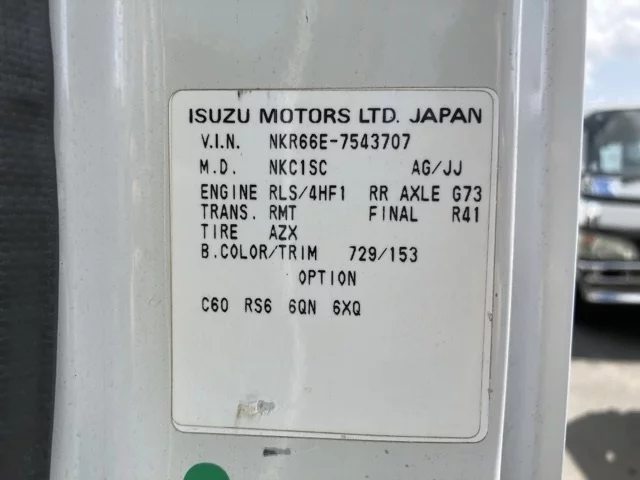 ISUZU MOTORS LTD. JAPAN
V.I.N. NKR66E-7543707
M.D. NKC1SC AG/JJ
ENGINE RLS/4HF1 RR AXLE G73
TRANS. RMT FINAL R41
TIRE AZX
B.COLOR/TRIM 729/153
OPTION
C60 RS6 6QN 6XQ